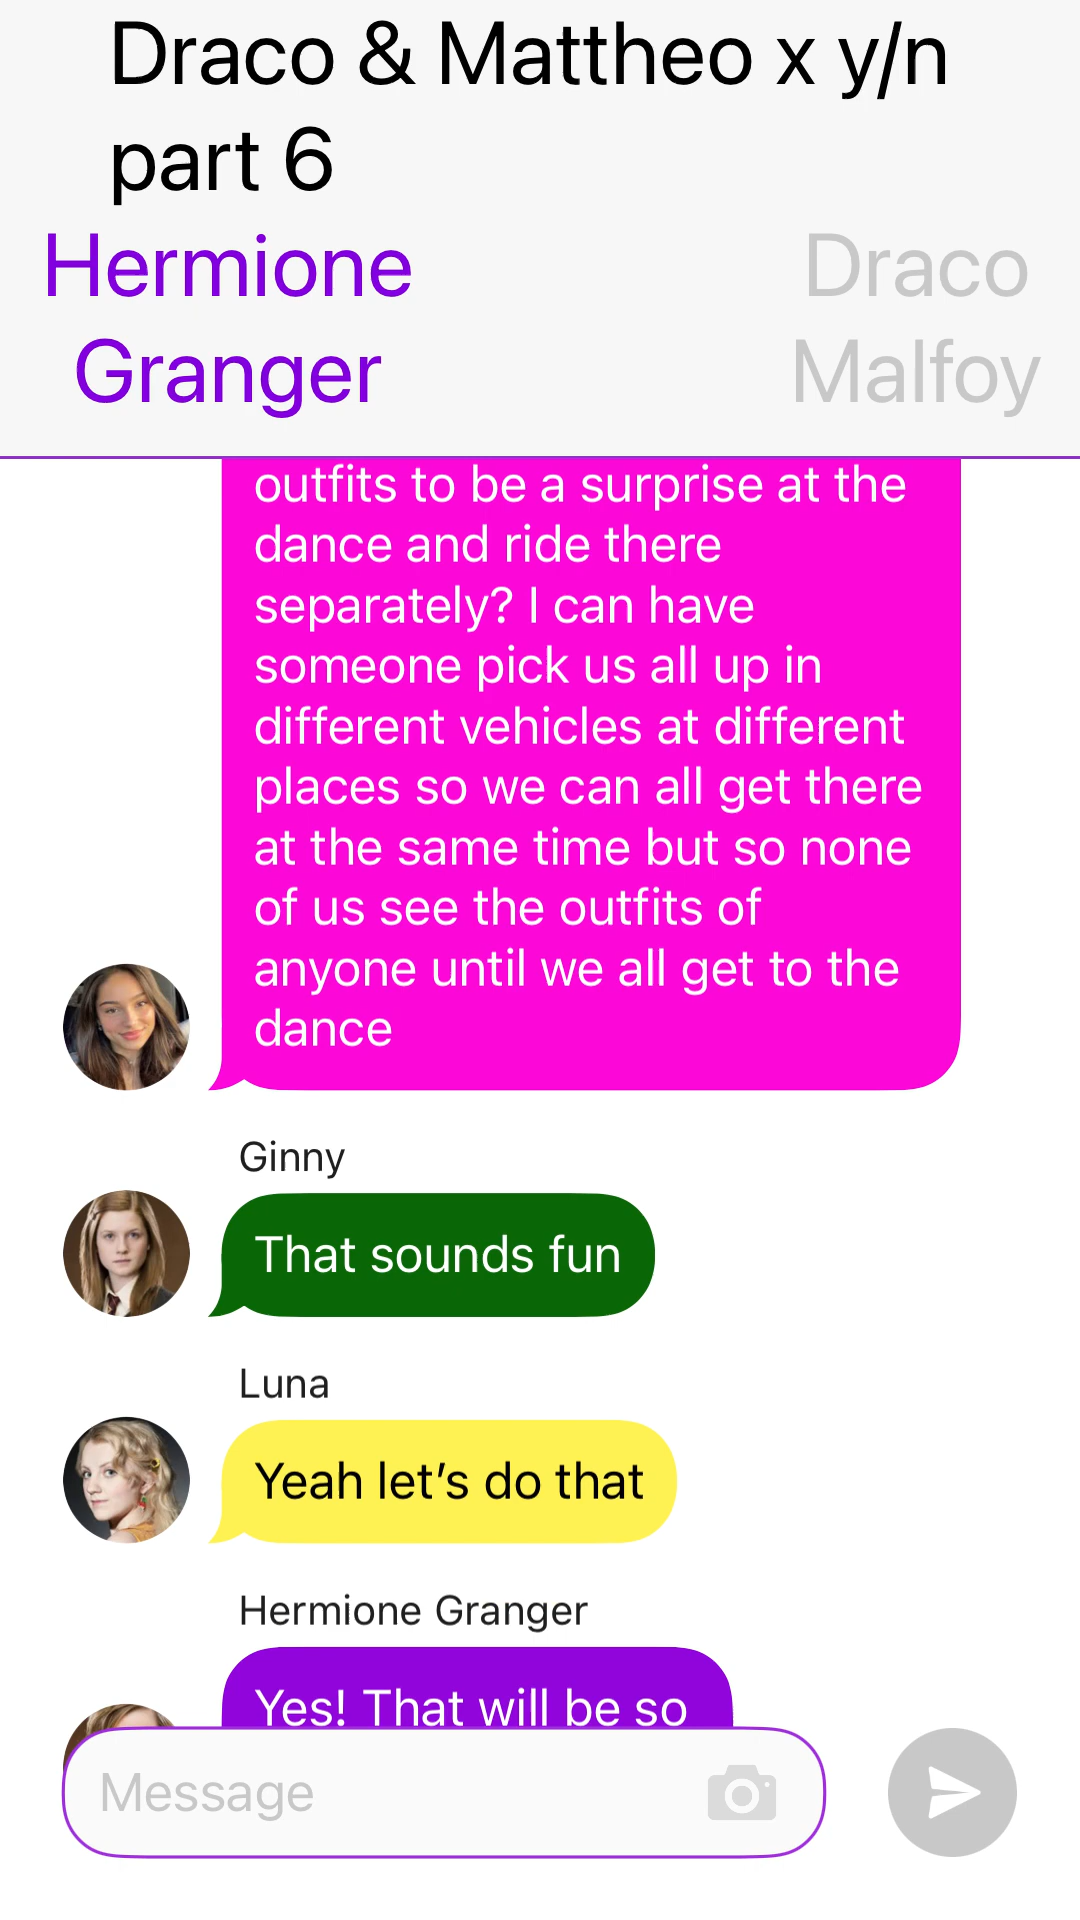 Draco & Mattheo x y/n
part 6
Hermione
Granger
Draco
Malfoy
outfits to be a surprise at the
dance and ride there
separately? I can have
someone pick us all up in
different vehicles at different
places so we can all get there
at the same time but so none
of us see the outfits of
anyone until we all get to the
dance
Ginny
That sounds fun
Luna
Yeah let’s do that
Hermione Granger
Yes! That will be so
Message